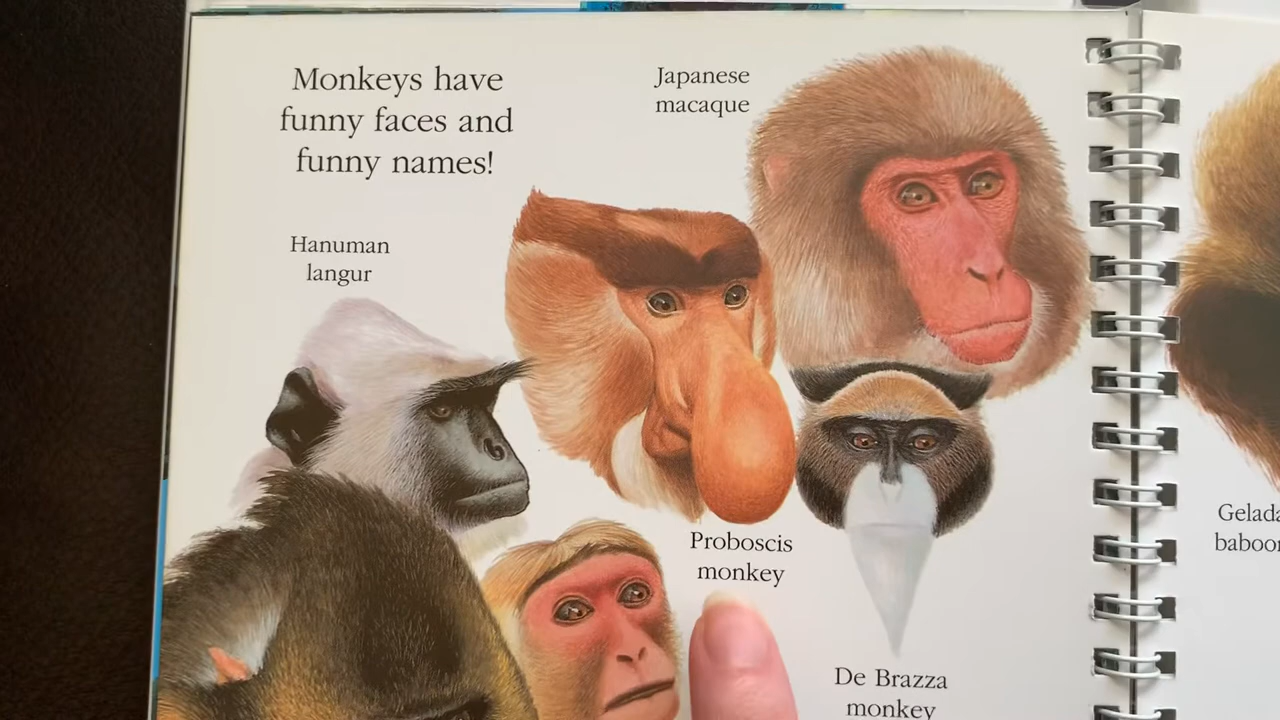 Monkeys have
funny faces and
funny names!
Japanese
macaque
Hanuman
langur
Proboscis
monkey
De Brazza
monkey